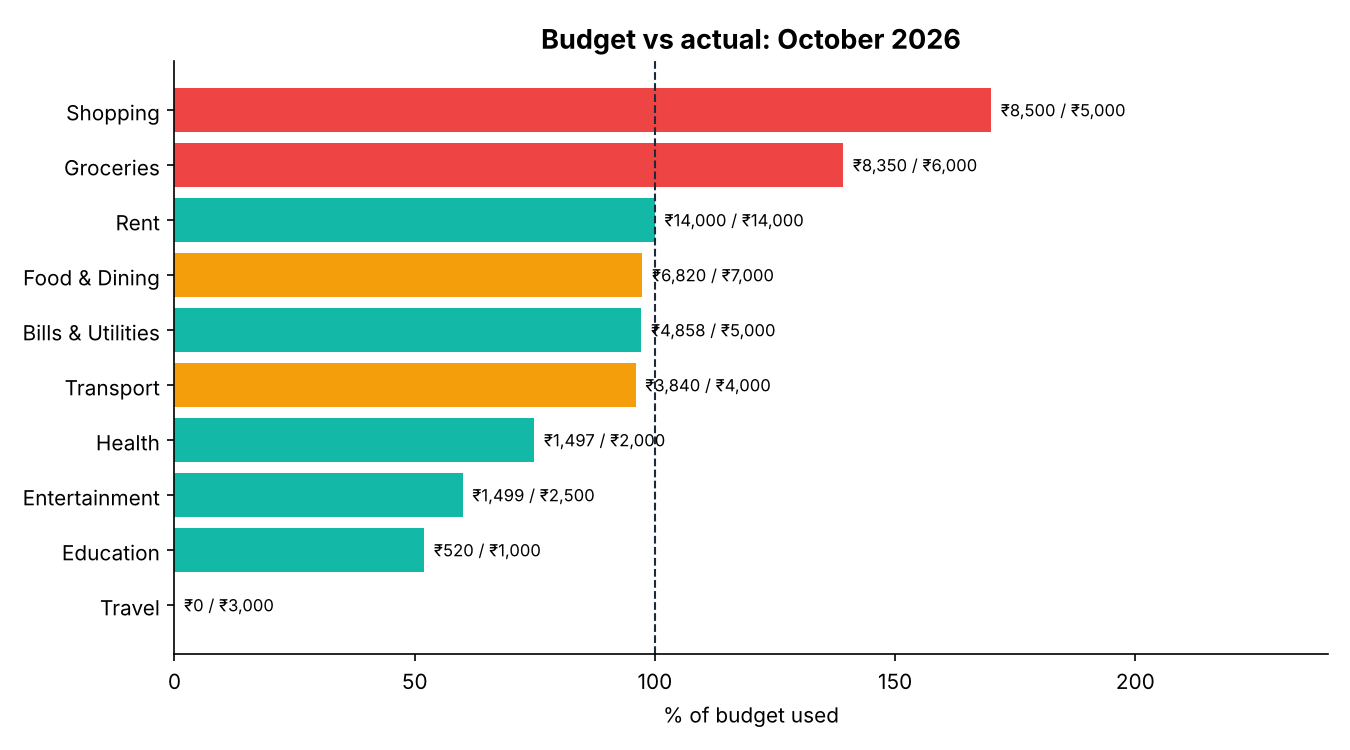 Budget vs actual: October 2026
Shopping ₹8,500 / ₹5,000
Groceries ₹8,350 / ₹6,000
Rent ₹14,000 / ₹14,000
Food & Dining ₹6,820 / ₹7,000
Bills & Utilities ₹4,858 / ₹5,000
Transport ₹3,840 / ₹4,000
Health ₹1,497 / ₹2,000
Entertainment ₹1,499 / ₹2,500
Education ₹520 / ₹1,000
Travel ₹0 / ₹3,000
0 50 100 150 200
% of budget used